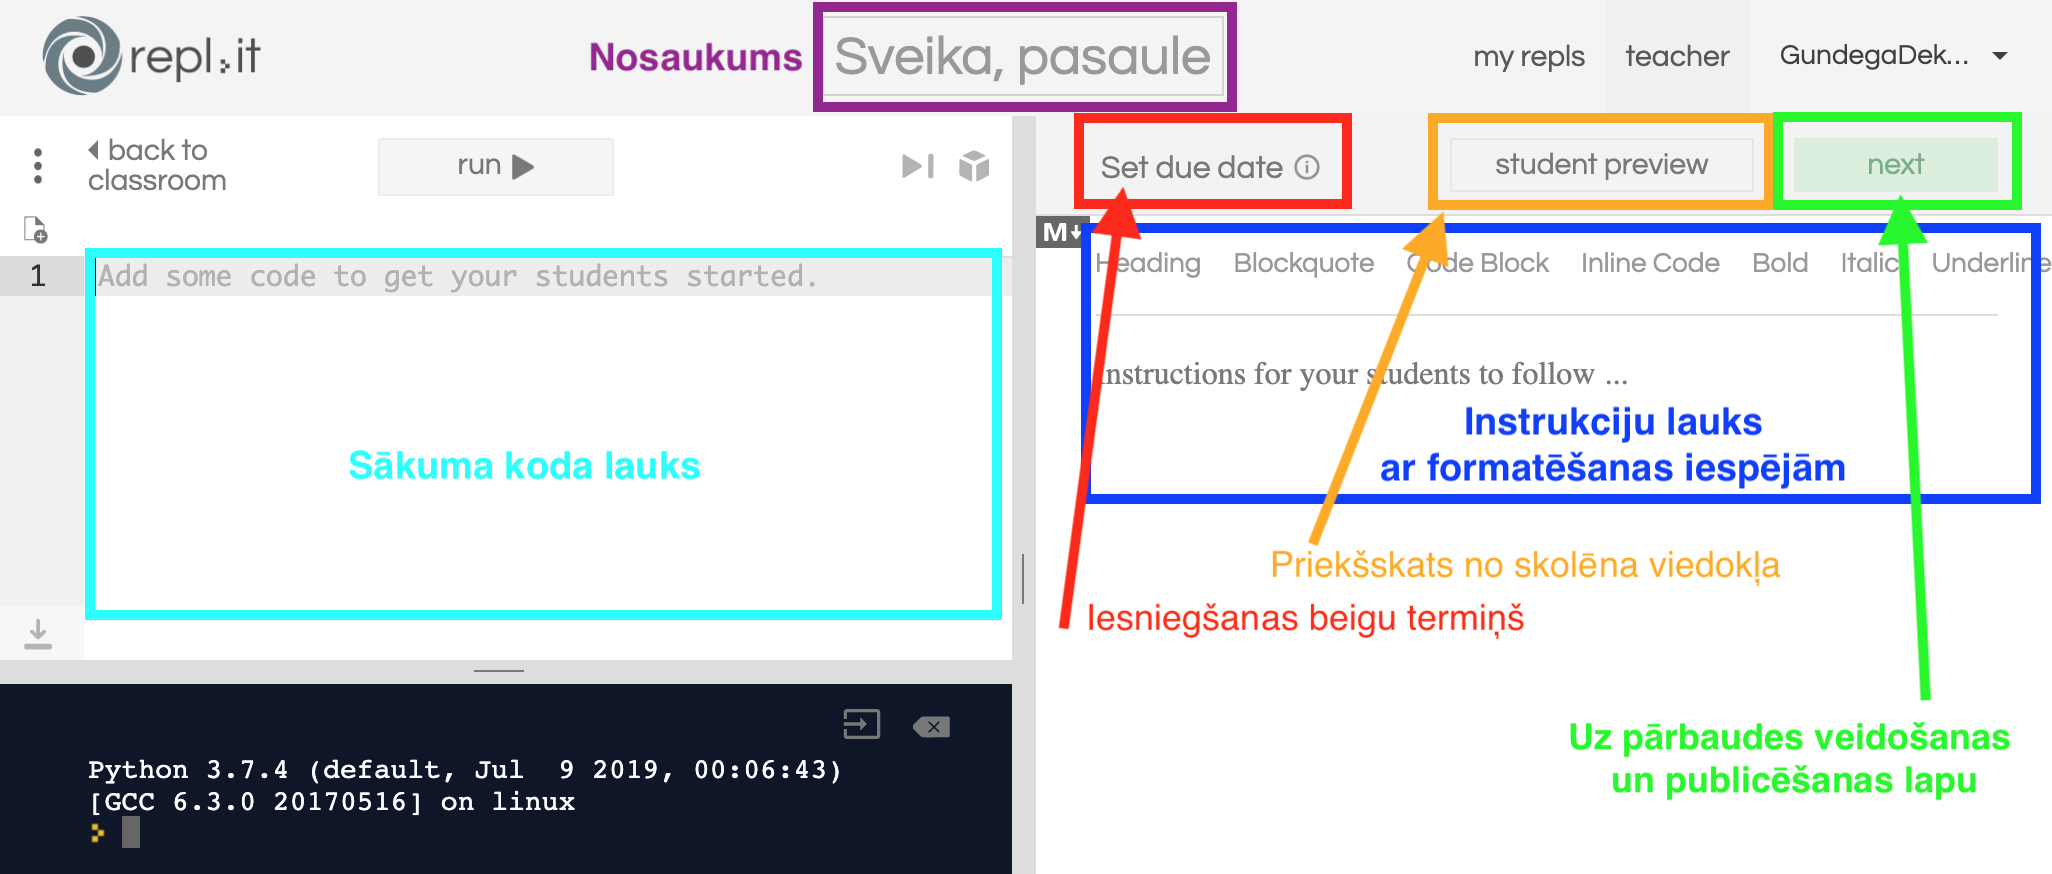 repl.it
Nosaukums
Sveika, pasaule
my repls
teacher
GundegaDek...
back to
classroom
run
Set due date
student preview
next
M
1
Add some code to get your students started.
Heading Blockquote Code Block Inline Code Bold Italic Underline
Instructions for your students to follow ...
Sākuma koda lauks
Instrukciju lauks
ar formatēšanas iespējām
Priekšskats no skolēna viedokļa
Iesniegšanas beigu termiņš
Uz pārbaudes veidošanas
un publicēšanas lapu
Python 3.7.4 (default, Jul  9 2019, 00:06:43)
[GCC 6.3.0 20170516] on linux